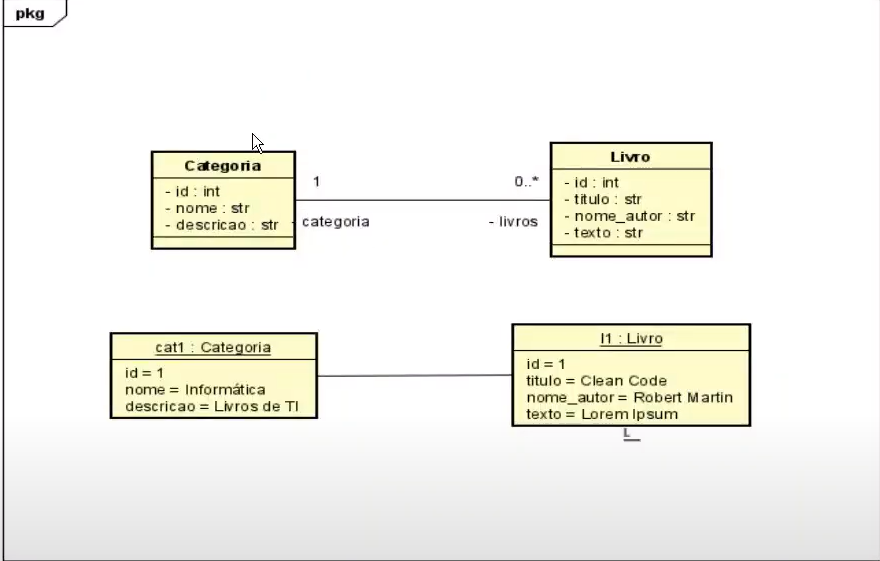 pkg
Categoria
- id : int
- nome : str
- descricao : str
1
- categoria
0..*
- livros
Livro
- id : int
- titulo : str
- nome_autor : str
- texto : str
cat1 : Categoria
id = 1
nome = Informática
descricao = Livros de TI
l1 : Livro
id = 1
titulo = Clean Code
nome_autor = Robert Martin
texto = Lorem Ipsum
L